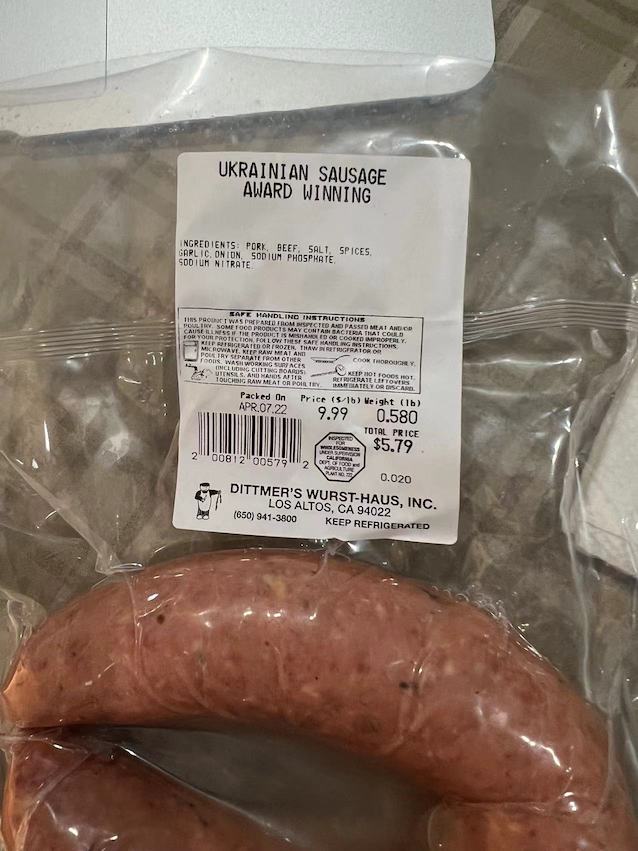 UKRAINIAN SAUSAGE
AWARD WINNING
INGREDIENTS: PORK, BEEF, SALT, SPICES,
GARLIC, ONION, SODIUM PHOSPHATE,
SODIUM NITRATE.
SAFE HANDLING INSTRUCTIONS
THIS PRODUCT WAS PREPARED FROM INSPECTED AND PASSED MEAT AND/OR
POULTRY. SOME FOOD PRODUCTS MAY CONTAIN BACTERIA THAT COULD
CAUSE ILLNESS IF THE PRODUCT IS MISHANDLED OR COOKED IMPROPERLY.
FOR YOUR PROTECTION, FOLLOW THESE SAFE HANDLING INSTRUCTIONS.
KEEP REFRIGERATED OR FROZEN. THAW IN REFRIGERATOR OR
MICROWAVE. KEEP RAW MEAT AND
POULTRY SEPARATE FROM OTHER
FOODS. WASH WORKING SURFACES
(INCLUDING CUTTING BOARDS)
UTENSILS, AND HANDS AFTER
TOUCHING RAW MEAT OR POULTRY.
COOK THOROUGHLY.
KEEP HOT FOODS HOT.
REFRIGERATE LEFTOVERS
IMMEDIATELY OR DISCARD.
Packed On Price ($/lb) Weight (lb)
APR.07.22 9.99 0.580
TOTAL PRICE
$5.79
2 00812 00579 2
INSPECTED
FOR
WHOLESOMENESS
UNDER SUPERVISION
CALIFORNIA
DEPT. OF FOOD and
AGRICULTURE
PLANT NO.
0.020
DITTMER'S WURST-HAUS, INC.
LOS ALTOS, CA 94022
(650) 941-3800 KEEP REFRIGERATED